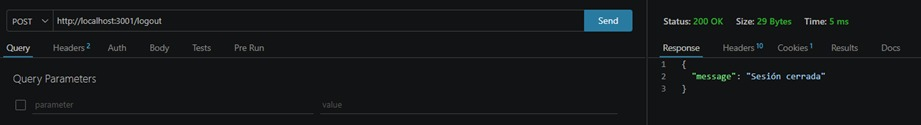 POST http://localhost:3001/logout Send
Query Headers 2 Auth Body Tests Pre Run
Query Parameters
parameter value
Status: 200 OK Size: 29 Bytes Time: 5 ms
Response Headers 10 Cookies 1 Results Docs
1 {
2 "message": "Sesión cerrada"
3 }